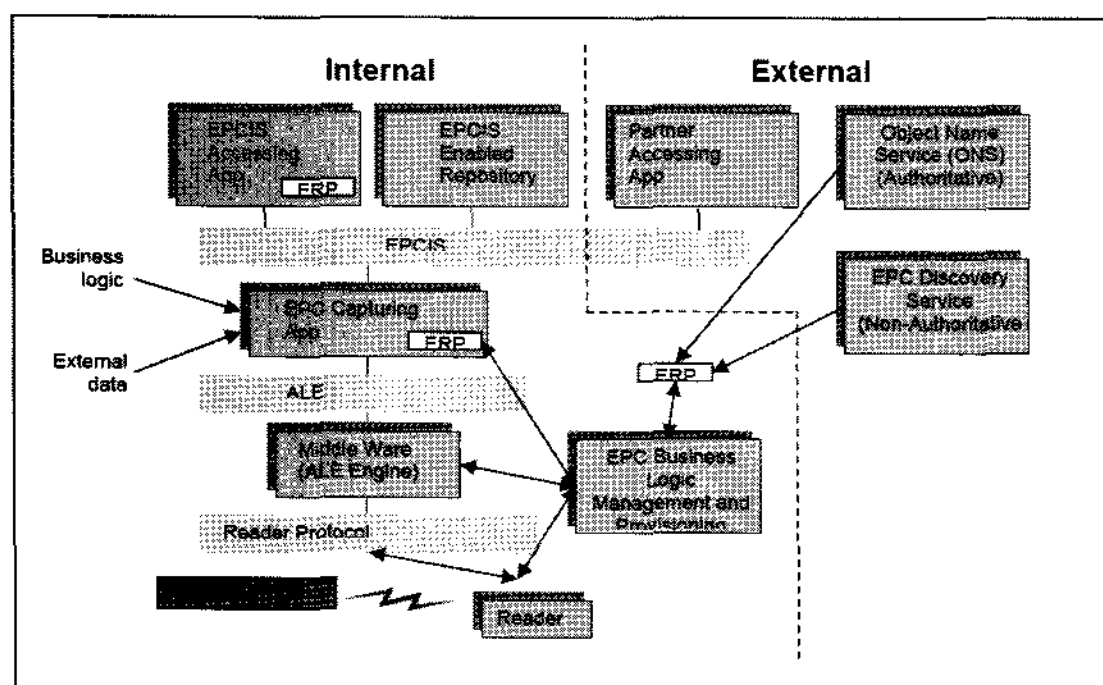 Internal
External
EPCIS
Accessing
App
ERP
EPCIS
Enabled
Repository
Partner
Accessing
App
Object Name
Service (ONS)
(Authoritative)
EPCIS
Business
logic
External
data
EPC Capturing
App
ERP
EPC Discovery
Service
(Non-Authoritative
ERP
ALE
Middle Ware
(ALE Engine)
EPC Business
Logic
Management and
Provisioning
Reader Protocol
Reader